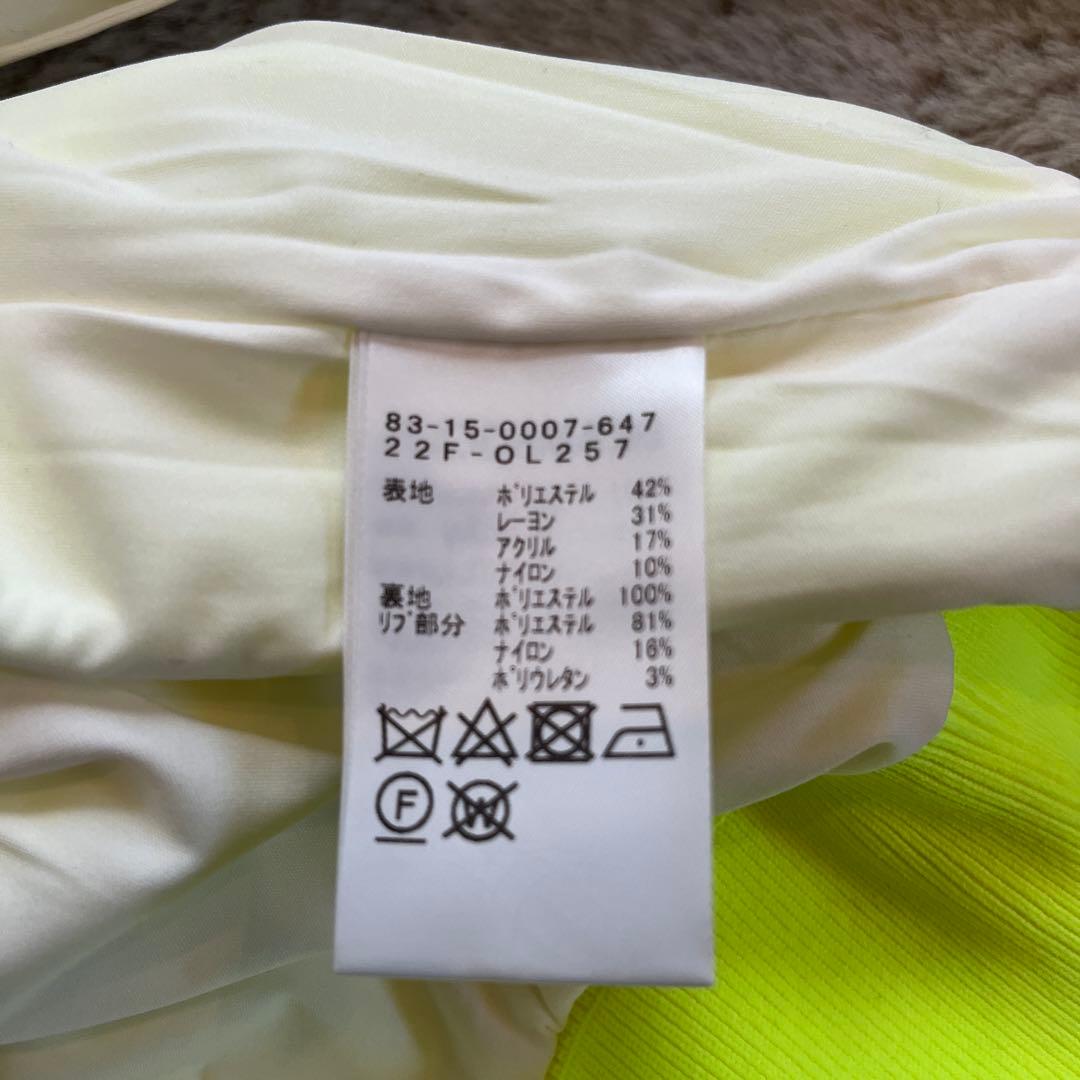 83-15-0007-647
22F-OL257
表地 ポリエステル 42%
レーヨン 31%
アクリル 17%
ナイロン 10%
裏地 ポリエステル 100%
リブ部分 ポリエステル 81%
ナイロン 16%
ポリウレタン 3%
F W